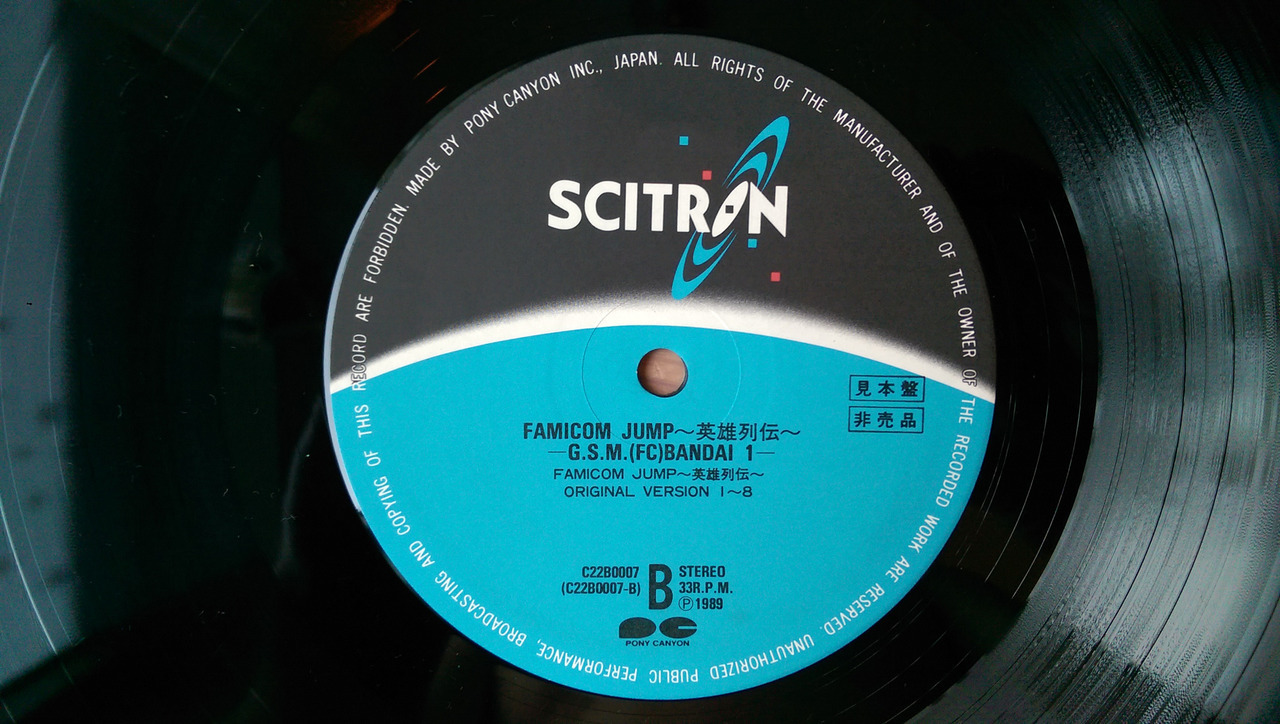 MADE BY PONY CANYON INC., JAPAN. ALL RIGHTS OF THE MANUFACTURER AND OF THE OWNER OF THE RECORDED WORK ARE RESERVED. UNAUTHORIZED PUBLIC PERFORMANCE, BROADCASTING AND COPYING OF THIS RECORD ARE FORBIDDEN.
SCITRON
見本盤
非売品
FAMICOM JUMP～英雄列伝～
—G.S.M.(FC)BANDAI 1—
FAMICOM JUMP～英雄列伝～
ORIGINAL VERSION 1～8
C22B0007
(C22B0007-B)
B
STEREO
33R.P.M.
Ⓟ1989
PC
PONY CANYON